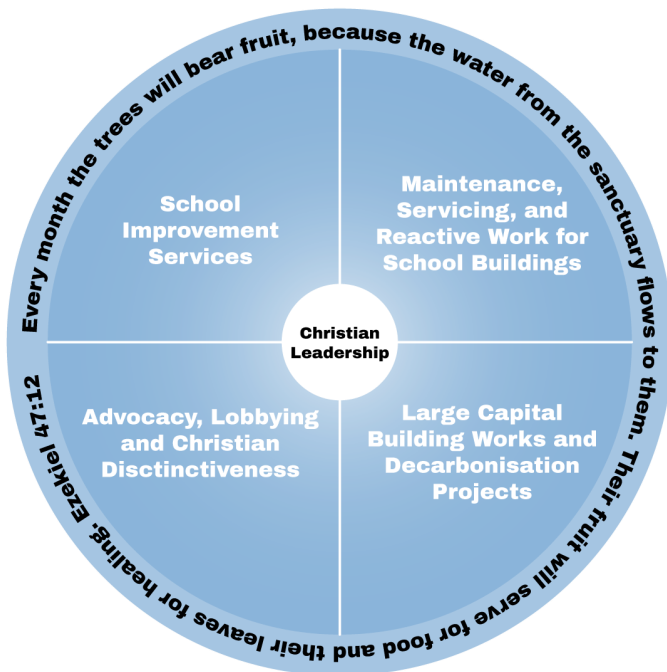 Every month the trees will bear fruit, because the water from the sanctuary flows to them. Their fruit will serve for food and their leaves for healing. Ezekiel 47:12
School
Improvement
Services
Maintenance,
Servicing, and
Reactive Work for
School Buildings
Christian
Leadership
Advocacy, Lobbying
and Christian
Disctinctiveness
Large Capital
Building Works and
Decarbonisation
Projects